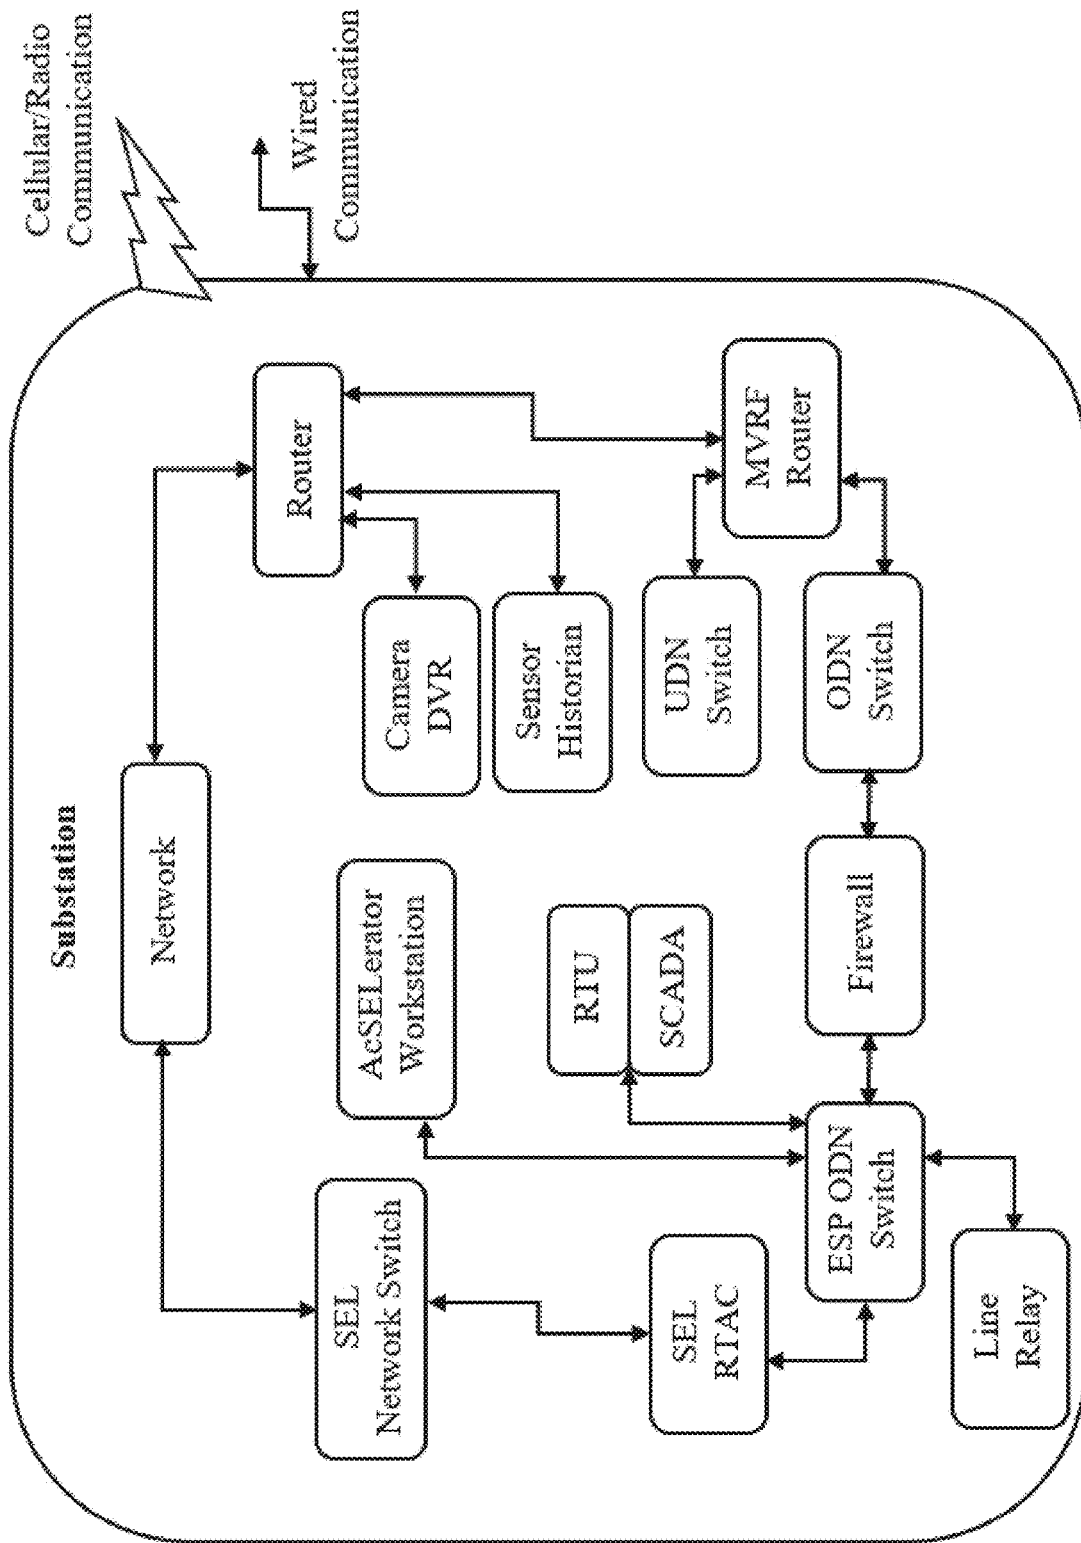 Substation
Cellular/Radio
Communication
Wired
Communication
Network
Router
SEL
Network Switch
AcSELerator
Workstation
Camera
DVR
Sensor
Historian
RTU
SCADA
SEL
RTAC
UDN
Switch
MVRF
Router
ESP ODN
Switch
Firewall
ODN
Switch
Line
Relay